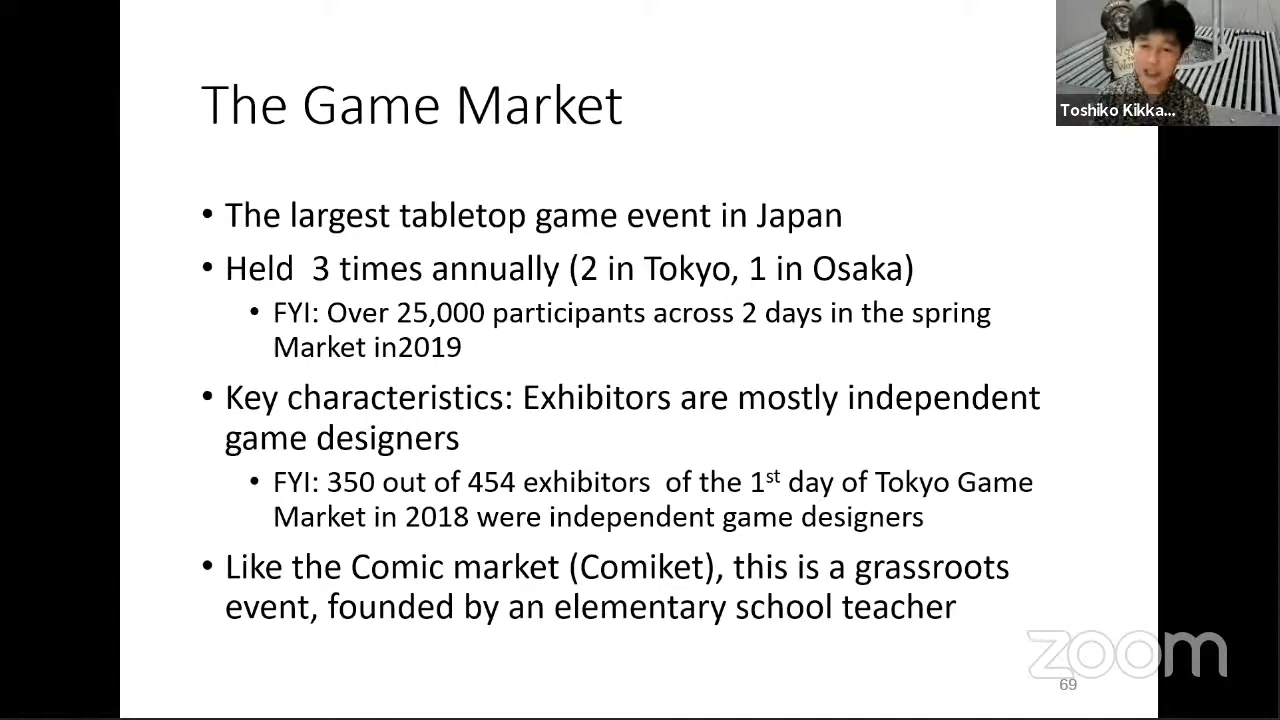 The Game Market
Toshiko Kikka...
• The largest tabletop game event in Japan
• Held 3 times annually (2 in Tokyo, 1 in Osaka)
• FYI: Over 25,000 participants across 2 days in the spring
Market in2019
• Key characteristics: Exhibitors are mostly independent
game designers
• FYI: 350 out of 454 exhibitors of the 1st day of Tokyo Game
Market in 2018 were independent game designers
• Like the Comic market (Comiket), this is a grassroots
event, founded by an elementary school teacher
zoom
69